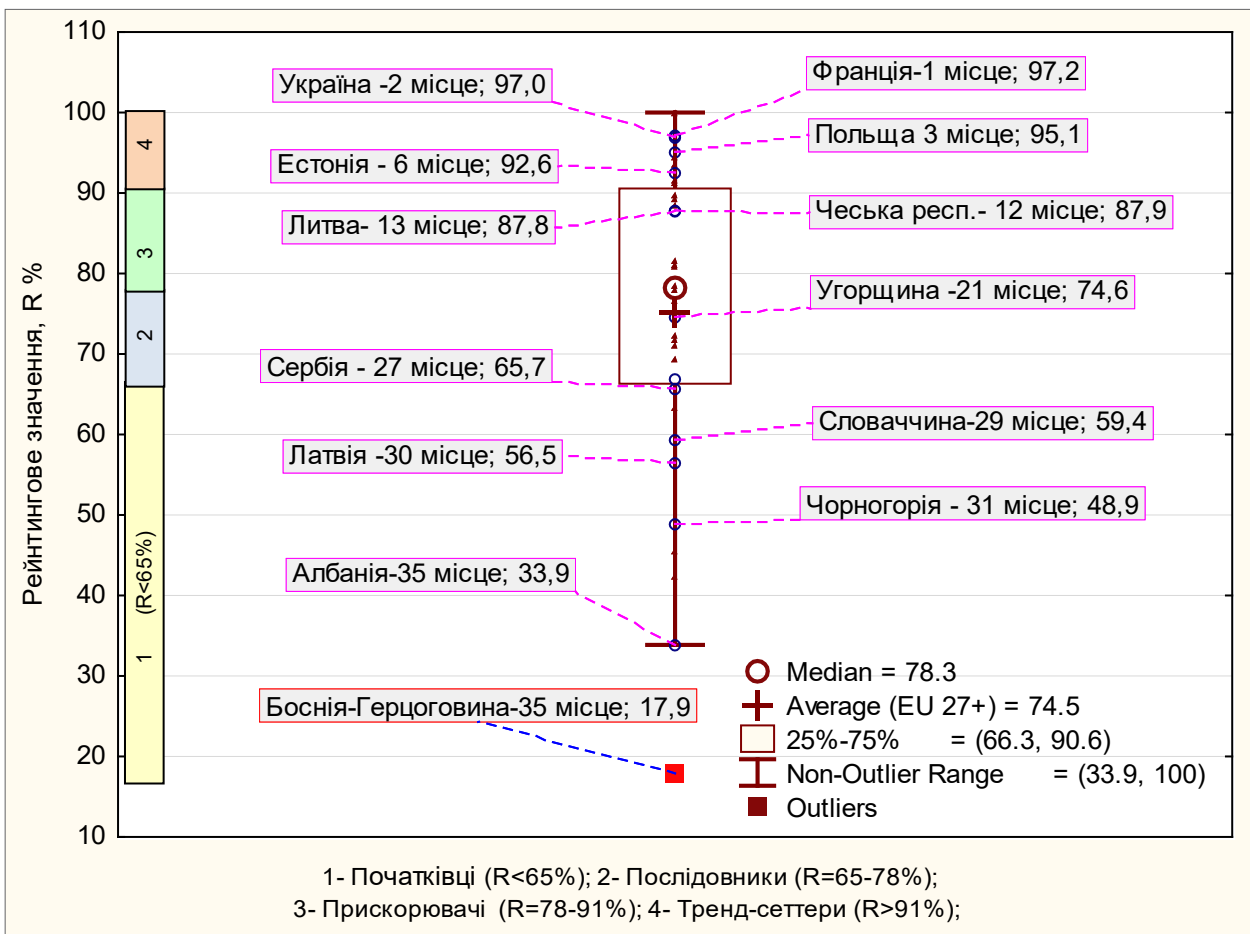 110
100
90
80
70
60
50
40
30
20
10
Рейнтингове значення, R %
4
3
2
1 (R<65%)
Україна -2 місце; 97,0
Франція-1 місце; 97,2
Польща 3 місце; 95,1
Естонія - 6 місце; 92,6
Чеська респ.- 12 місце; 87,9
Литва- 13 місце; 87,8
Угорщина -21 місце; 74,6
Сербія - 27 місце; 65,7
Словаччина-29 місце; 59,4
Латвія -30 місце; 56,5
Чорногорія - 31 місце; 48,9
Албанія-35 місце; 33,9
Боснія-Герцоговина-35 місце; 17,9
Median = 78.3
Average (EU 27+) = 74.5
25%-75% = (66.3, 90.6)
Non-Outlier Range = (33.9, 100)
Outliers
1- Початківці (R<65%); 2- Послідовники (R=65-78%);
3- Прискорювачі (R=78-91%); 4- Тренд-сеттери (R>91%);